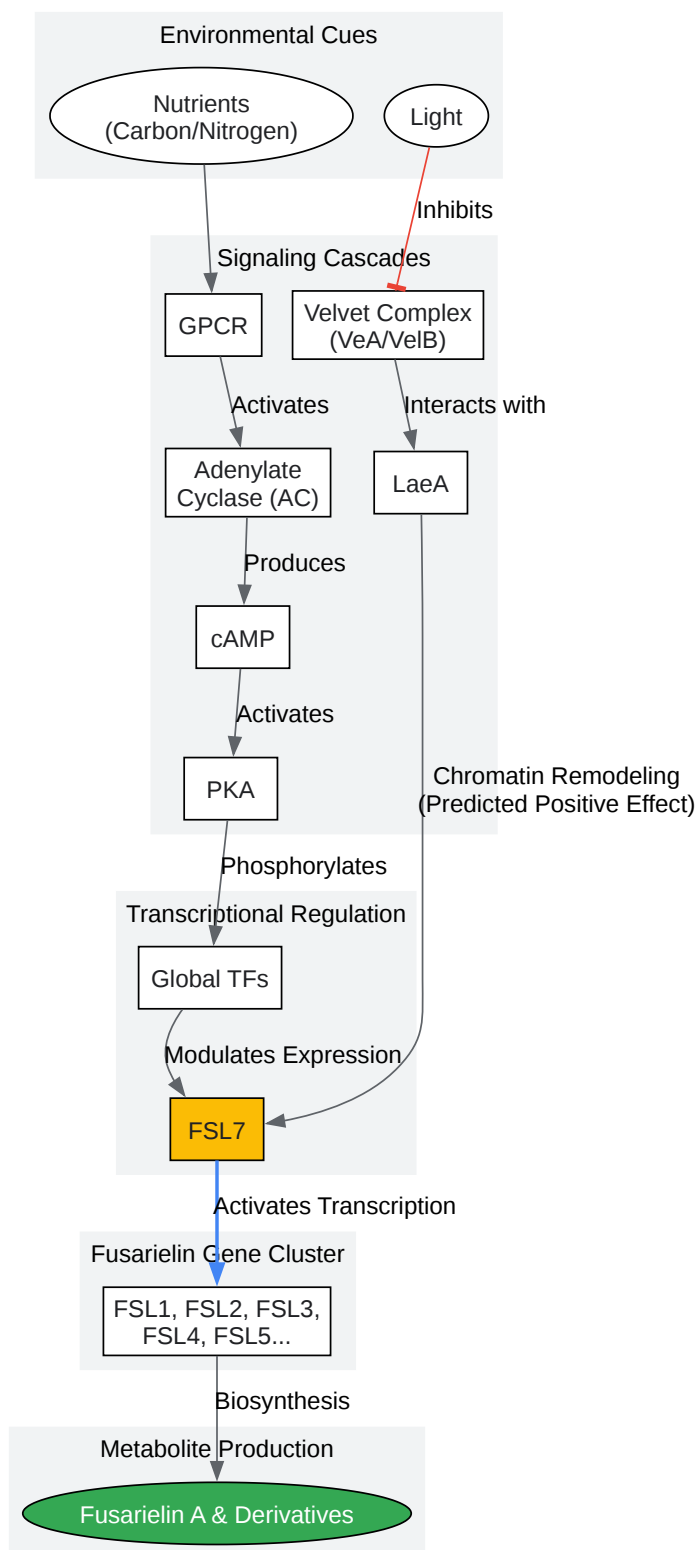 Environmental Cues
Nutrients
(Carbon/Nitrogen)
Light
Inhibits
Signaling Cascades
GPCR
Velvet Complex
(VeA/VelB)
Activates
Interacts with
Adenylate
Cyclase (AC)
LaeA
Produces
cAMP
Activates
PKA
Chromatin Remodeling
(Predicted Positive Effect)
Phosphorylates
Transcriptional Regulation
Global TFs
Modulates Expression
FSL7
Activates Transcription
Fusarielin Gene Cluster
FSL1, FSL2, FSL3,
FSL4, FSL5...
Biosynthesis
Metabolite Production
Fusarielin A & Derivatives